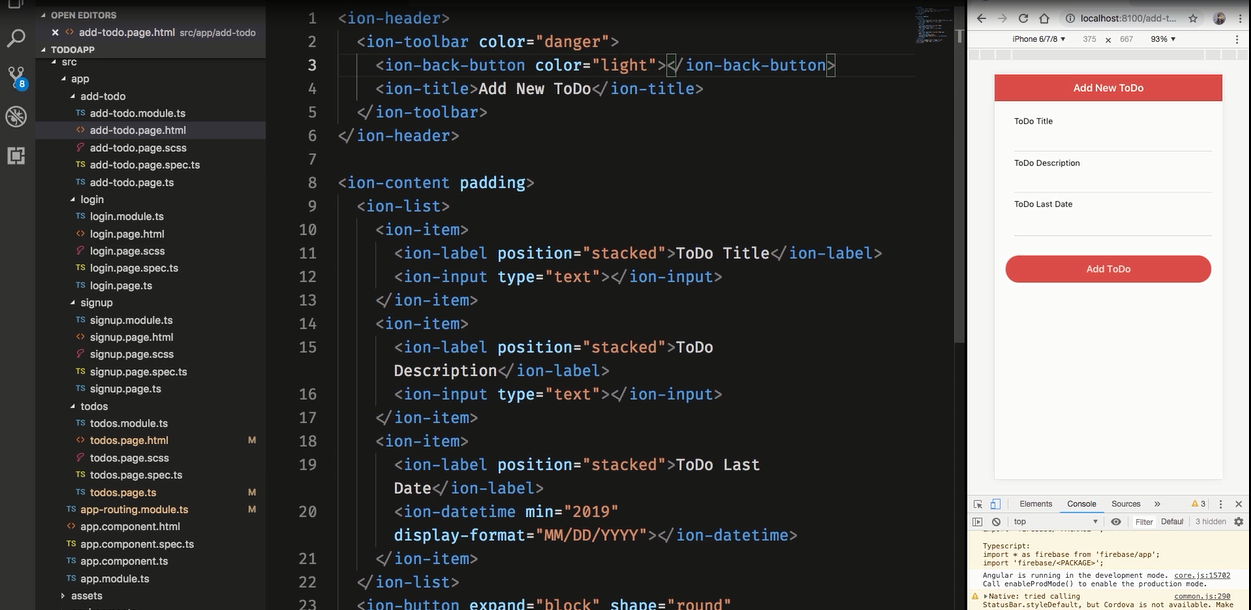 OPEN EDITORS
add-todo.page.html src/app/add-todo
TODOAPP
src
app
add-todo
TS add-todo.module.ts
<> add-todo.page.html
add-todo.page.scss
TS add-todo.page.spec.ts
TS add-todo.page.ts
login
TS login.module.ts
<> login.page.html
login.page.scss
TS login.page.spec.ts
TS login.page.ts
signup
TS signup.module.ts
<> signup.page.html
signup.page.scss
TS signup.page.spec.ts
TS signup.page.ts
todos
TS todos.module.ts
<> todos.page.html M
todos.page.scss
TS todos.page.spec.ts
TS todos.page.ts M
TS app-routing.module.ts M
<> app.component.html
TS app.component.spec.ts
TS app.component.ts
TS app.module.ts
assets
8
1 <ion-header>
2 <ion-toolbar color="danger">
3 <ion-back-button color="light"></ion-back-button>
4 <ion-title>Add New ToDo</ion-title>
5 </ion-toolbar>
6 </ion-header>
7
8 <ion-content padding>
9 <ion-list>
10 <ion-item>
11 <ion-label position="stacked">ToDo Title</ion-label>
12 <ion-input type="text"></ion-input>
13 </ion-item>
14 <ion-item>
15 <ion-label position="stacked">ToDo
Description</ion-label>
16 <ion-input type="text"></ion-input>
17 </ion-item>
18 <ion-item>
19 <ion-label position="stacked">ToDo Last
Date</ion-label>
20 <ion-datetime min="2019"
display-format="MM/DD/YYYY"></ion-datetime>
21 </ion-item>
22 </ion-list>
23 <ion-button expand="block" shape="round"
localhost:8100/add-t...
iPhone 6/7/8 375 x 667 93%
Add New ToDo
ToDo Title
ToDo Description
ToDo Last Date
Add ToDo
Elements Console Sources » 3
top Filter Defaul 3 hidden
Typescript:
import * as firebase from 'firebase/app';
import 'firebase/<PACKAGE>';
Angular is running in the development mode. core.js:15702
Call enableProdMode() to enable the production mode.
Native: tried calling common.js:290
StatusBar.styleDefault, but Cordova is not available. Make